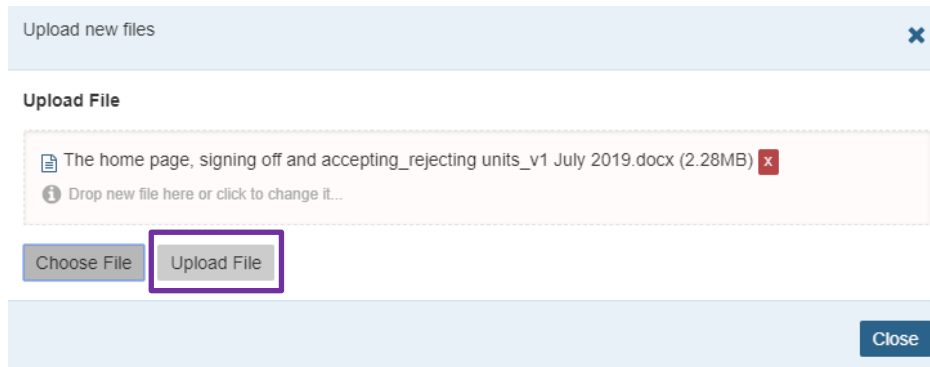 Upload new files
Upload File
The home page, signing off and accepting_rejecting units_v1 July 2019.docx (2.28MB) x
Drop new file here or click to change it...
Choose File Upload File
Close